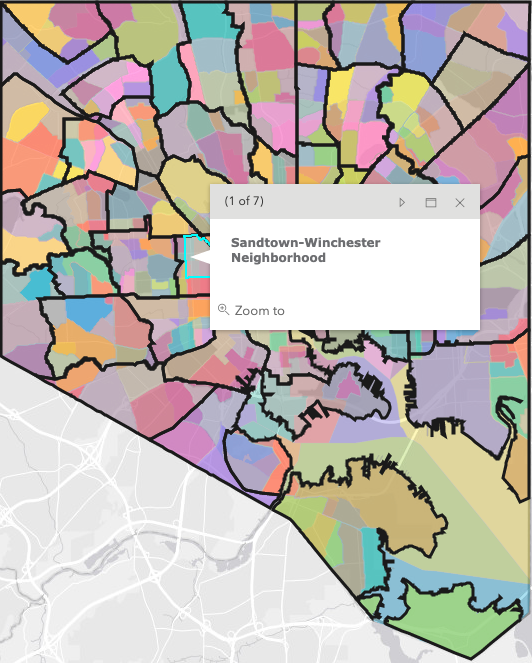 (1 of 7)
Sandtown-Winchester
Neighborhood
Zoom to